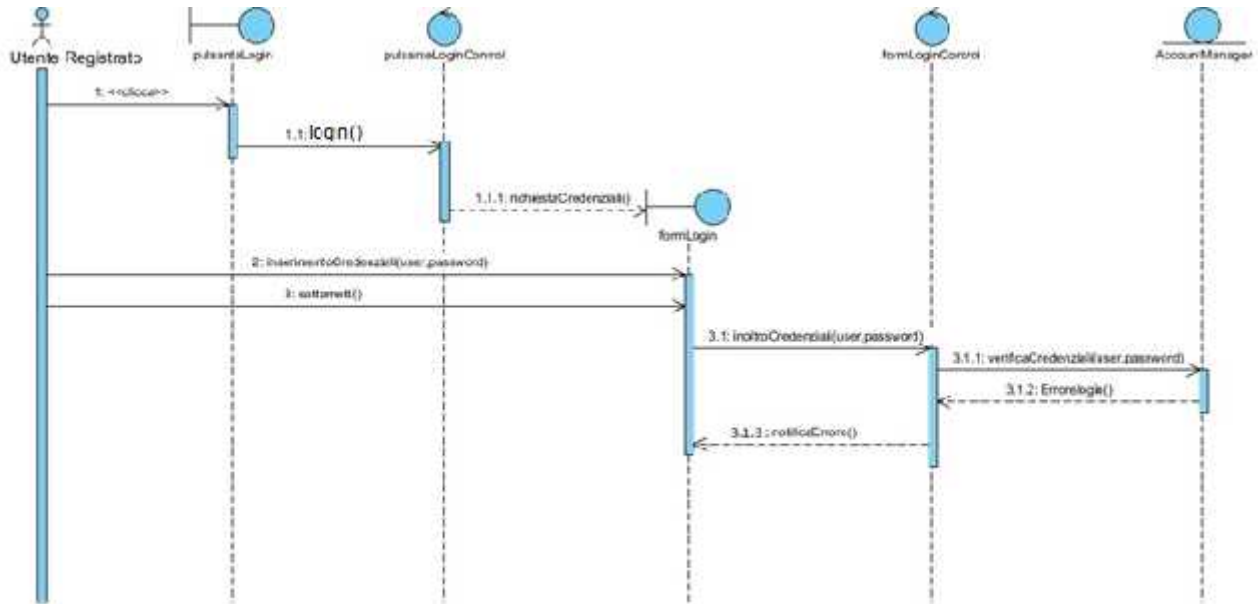 Utente Registrato
pulsanteLogin
pulsanteLoginControl
formLoginControl
AccountManager
1: <<clicca>>
1.1: login()
1.1.1: richiestaCredenziali()
formLogin
2: inserimentoCredenziali(user,password)
3: sottometti()
3.1: inoltroCredenziali(user,password)
3.1.1: verificaCredenziali(user,password)
3.1.2:
3.1.3: notificaErrore()